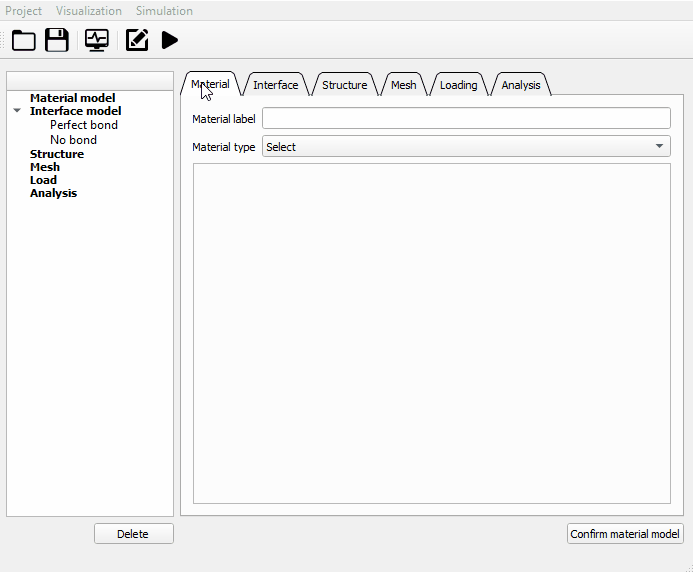 Project Visualization Simulation
Material Interface Structure Mesh Loading Analysis
Material model
Interface model
Perfect bond
No bond
Structure
Mesh
Load
Analysis
Material label
Material type Select
Delete
Confirm material model